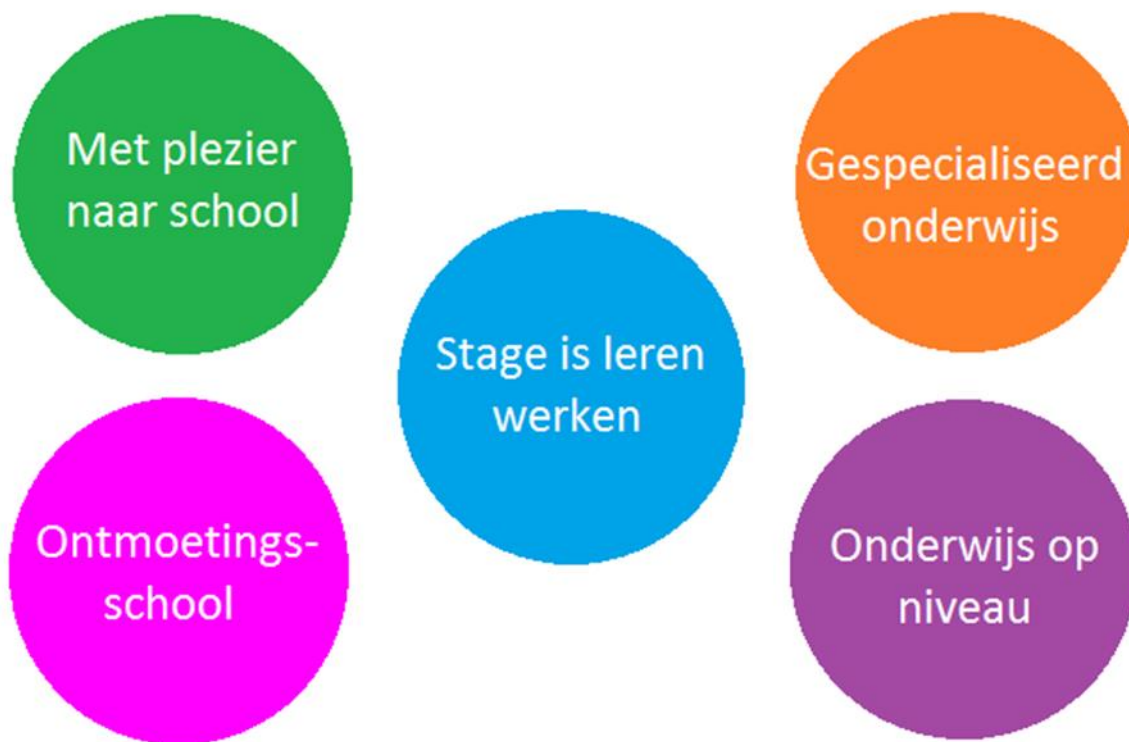 Met plezier
naar school
Gespecialiseerd
onderwijs
Stage is leren
werken
Ontmoetings-
school
Onderwijs op
niveau